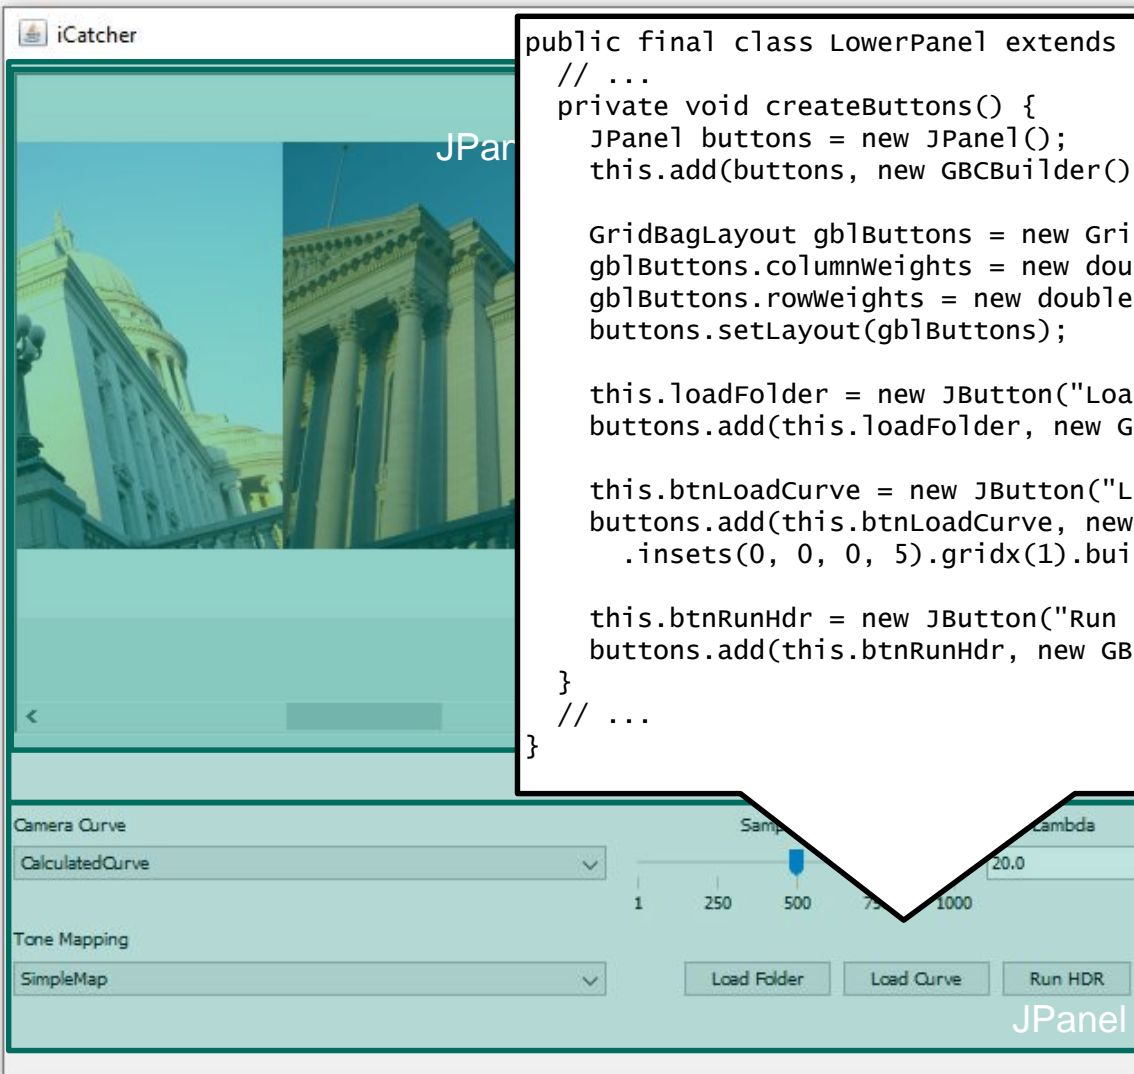 iCatcher
JPan
public final class LowerPanel extends
// ...
private void createButtons() {
JPanel buttons = new JPanel();
this.add(buttons, new GBCBuilder()
GridBagLayout gblButtons = new Gri
gblButtons.columnWeights = new dou
gblButtons.rowWeights = new double
buttons.setLayout(gblButtons);
this.loadFolder = new JButton("Loa
buttons.add(this.loadFolder, new G
this.btnLoadCurve = new JButton("L
buttons.add(this.btnLoadCurve, new
.insets(0, 0, 0, 5).gridx(1).bui
this.btnRunHdr = new JButton("Run
buttons.add(this.btnRunHdr, new GB
}
// ...
}
Camera Curve
Samp
Lambda
CalculatedCurve
20.0
1 250 500 75 1000
Tone Mapping
SimpleMap
Load Folder
Load Curve
Run HDR
JPanel